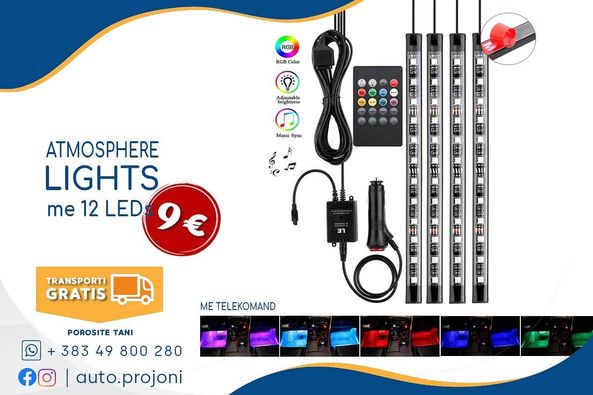 RGB
RGB Color
Adjustable
brightness
Music Sync
ATMOSPHERE
LIGHTS
me 12 LEDs
9 €
TRANSPORTI
GRATIS
POROSITE TANI
+ 383 49 800 280
auto.projoni
ME TELEKOMAND